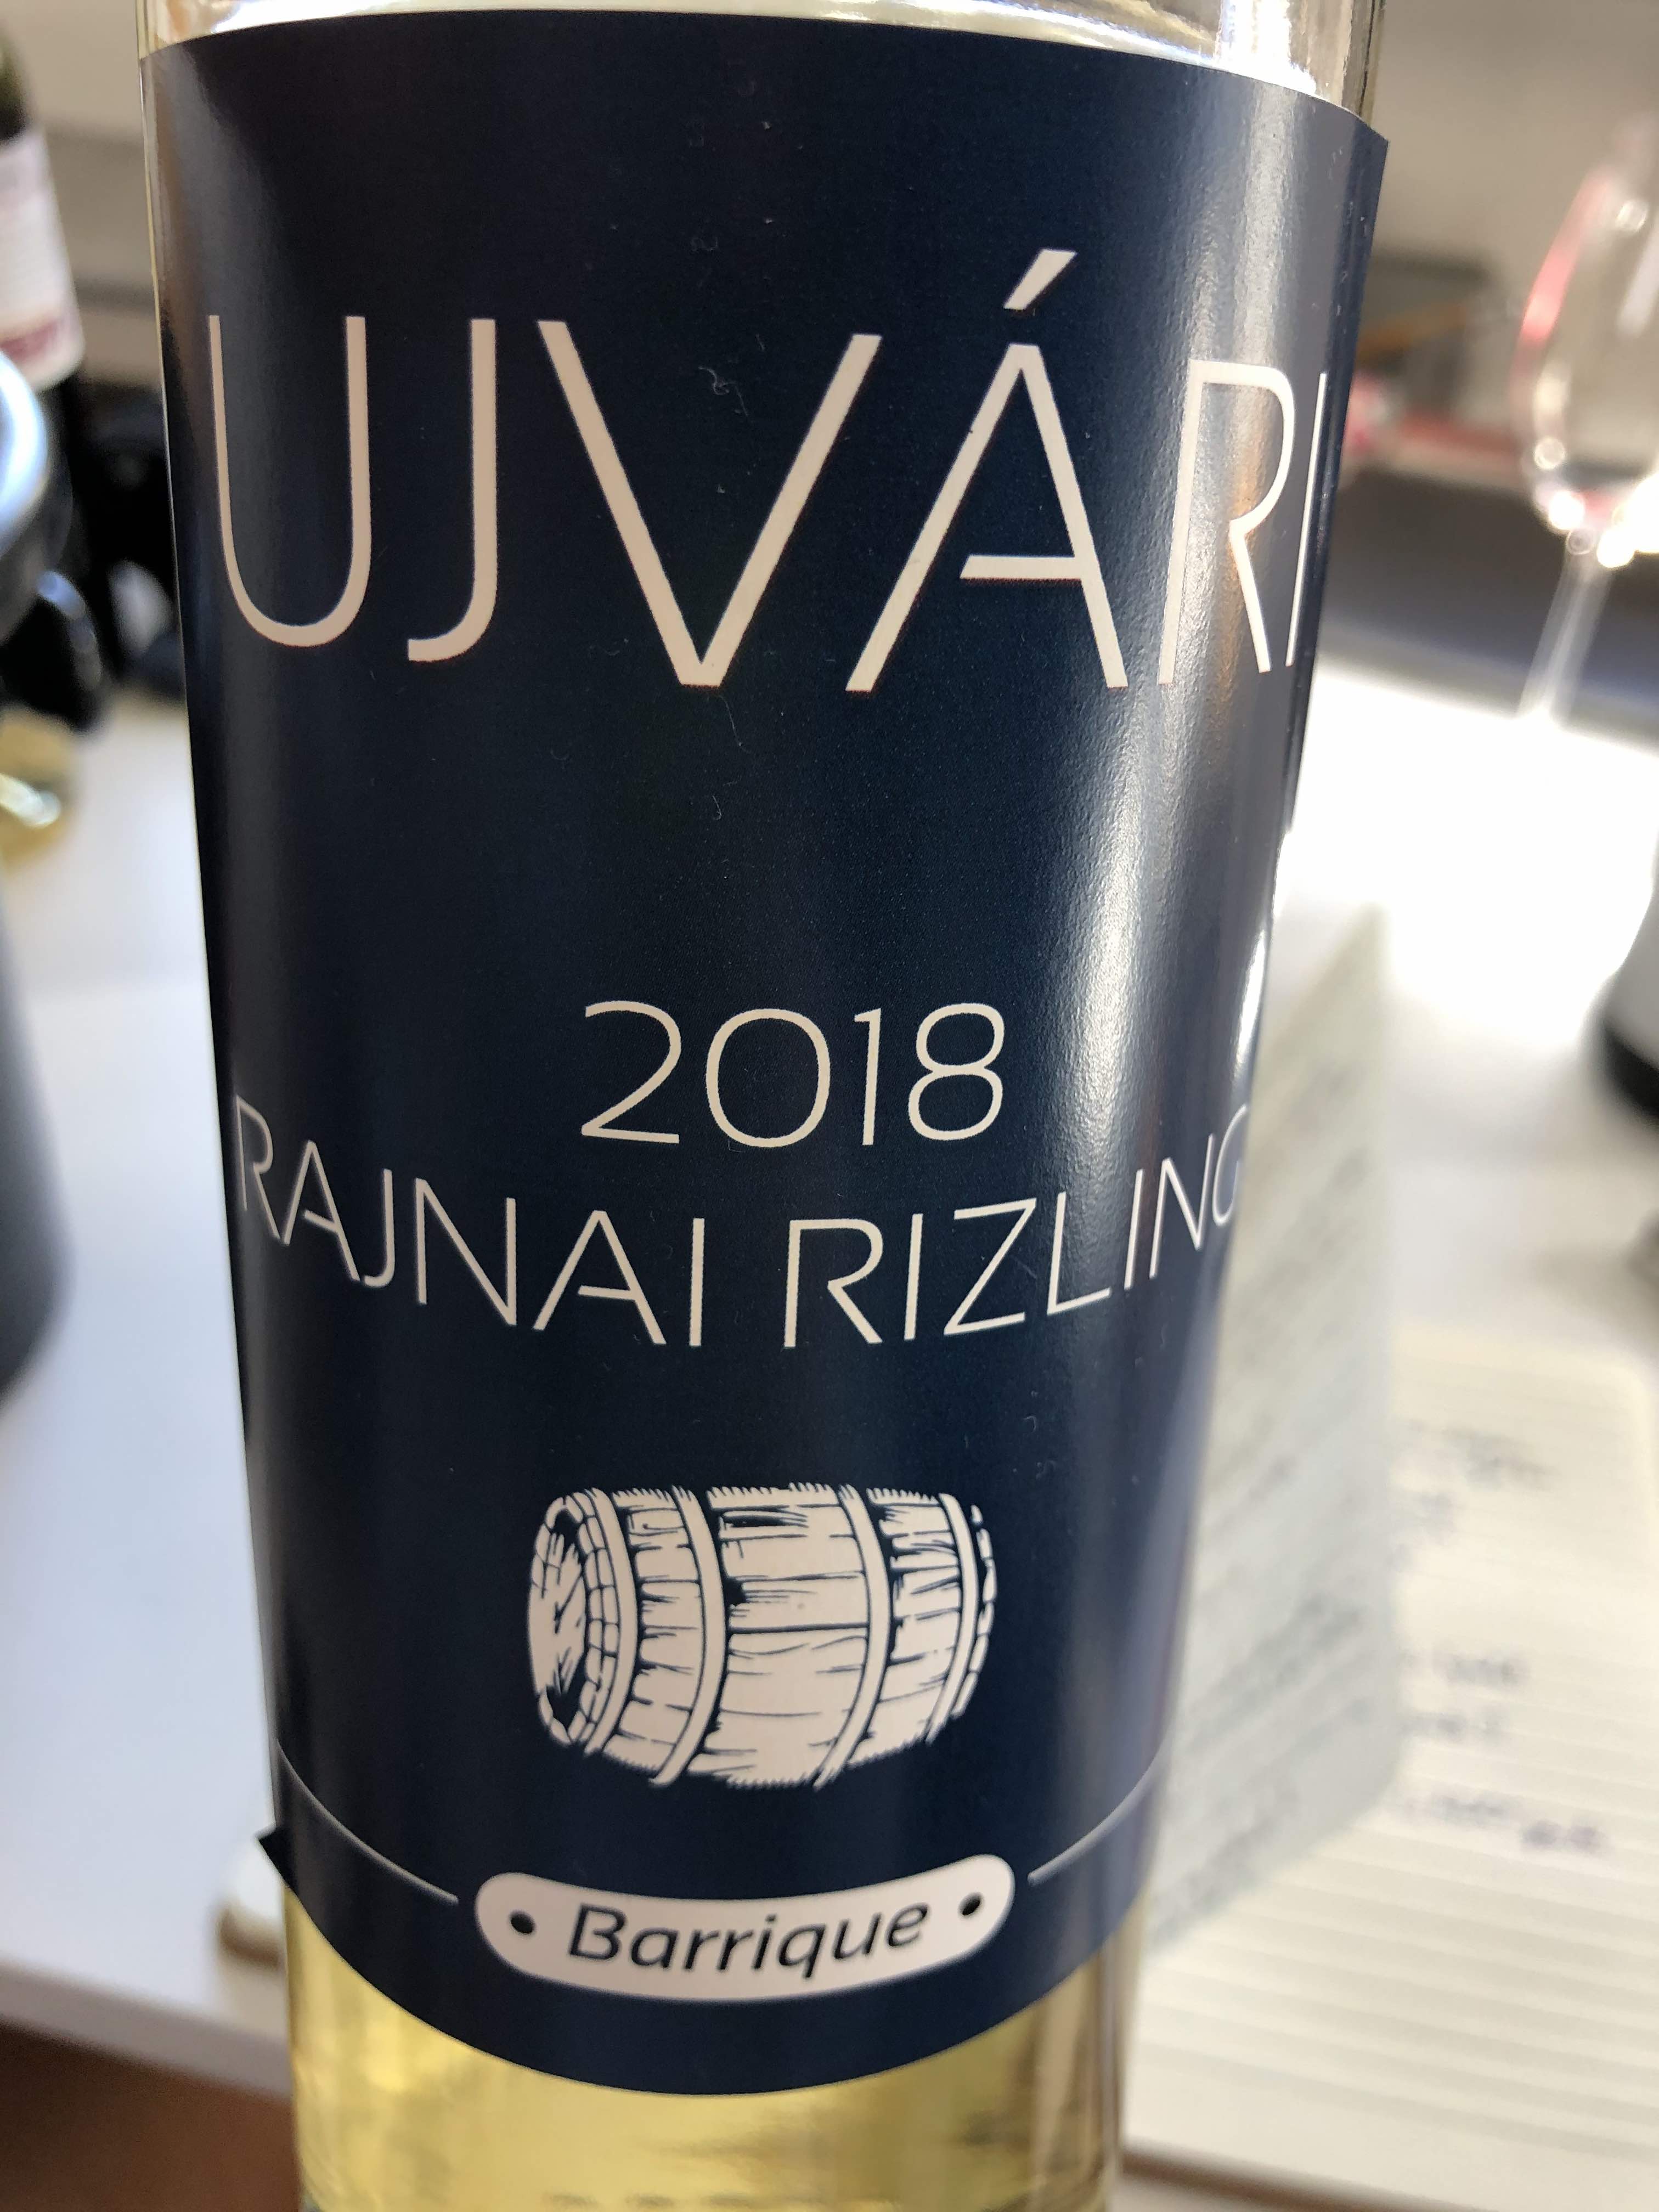 UJVÁRI
2018
RAJNAI RIZLING
• Barrique •